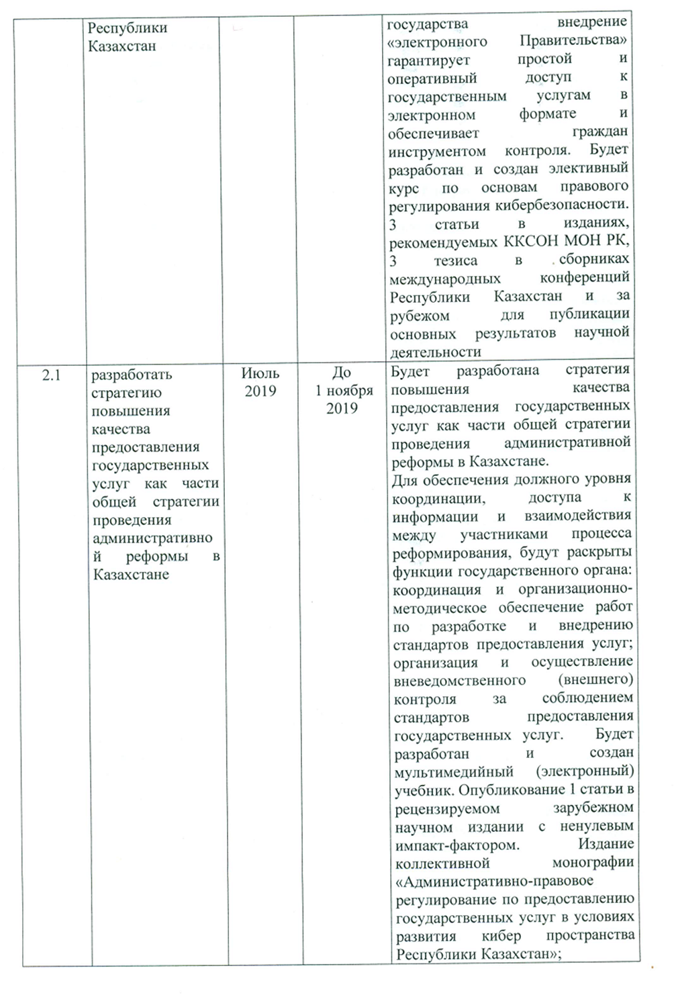 Республики
Казахстан
государства внедрение
«электронного Правительства»
гарантирует простой и
оперативный доступ к
государственным услугам в
электронном формате и
обеспечивает граждан
инструментом контроля. Будет
разработан и создан элективный
курс по основам правового
регулирования кибербезопасности.
3 статьи в изданиях,
рекомендуемых ККСОН МОН РК,
3 тезиса в сборниках
международных конференций
Республики Казахстан и за
рубежом для публикации
основных результатов научной
деятельности
2.1
разработать
стратегию
повышения
качества
предоставления
государственных
услуг как части
общей стратегии
проведения
административно
й реформы в
Казахстане
Июль
2019
До
1 ноября
2019
Будет разработана стратегия
повышения качества
предоставления государственных
услуг как части общей стратегии
проведения административной
реформы в Казахстане.
Для обеспечения должного уровня
координации, доступа к
информации и взаимодействия
между участниками процесса
реформирования, будут раскрыты
функции государственного органа:
координация и организационно-
методическое обеспечение работ
по разработке и внедрению
стандартов предоставления услуг;
организация и осуществление
вневедомственного (внешнего)
контроля за соблюдением
стандартов предоставления
государственных услуг. Будет
разработан и создан
мультимедийный (электронный)
учебник. Опубликование 1 статьи в
рецензируемом зарубежном
научном издании с ненулевым
импакт-фактором. Издание
коллективной монографии
«Административно-правовое
регулирование по предоставлению
государственных услуг в условиях
развития кибер пространства
Республики Казахстан»;